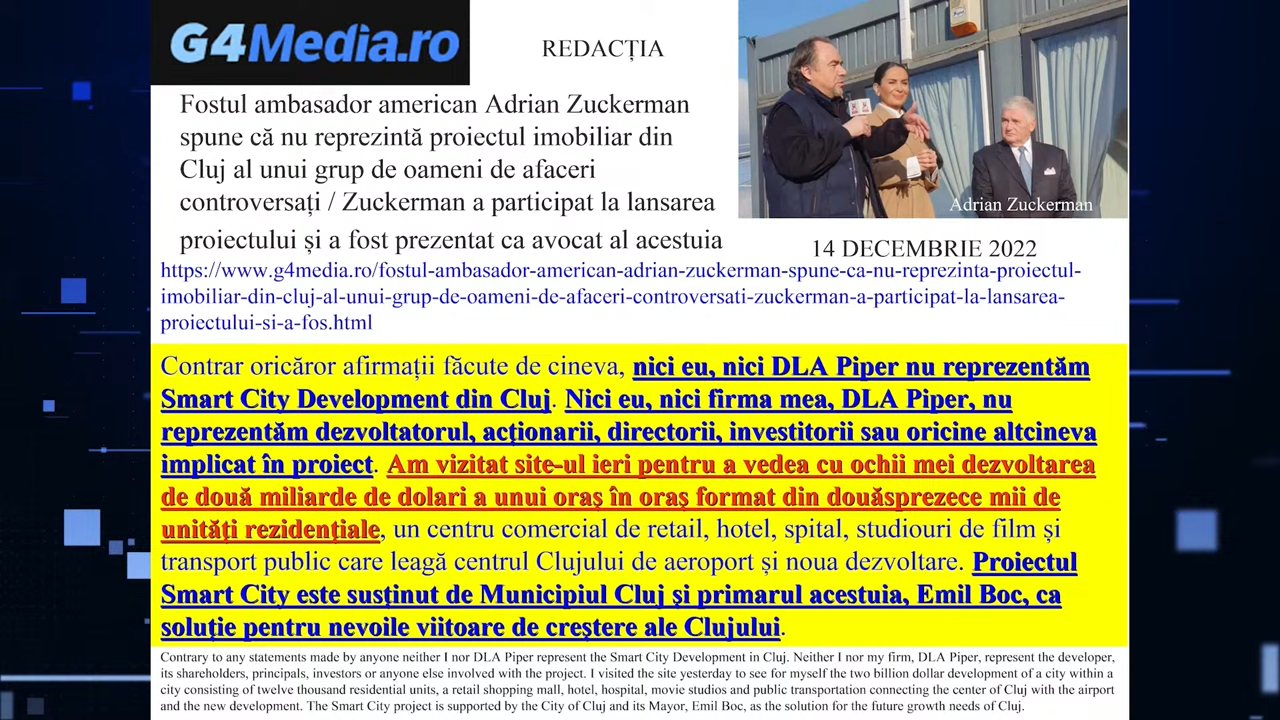 G4Media.ro
REDACȚIA
Fostul ambasador american Adrian Zuckerman
spune că nu reprezintă proiectul imobiliar din
Cluj al unui grup de oameni de afaceri
controversați / Zuckerman a participat la lansarea
proiectului și a fost prezentat ca avocat al acestuia
Adrian Zuckerman
14 DECEMBRIE 2022
https://www.g4media.ro/fostul-ambasador-american-adrian-zuckerman-spune-ca-nu-reprezinta-proiectul-
imobiliar-din-cluj-al-unui-grup-de-oameni-de-afaceri-controversati-zuckerman-a-participat-la-lansarea-
proiectului-si-a-fos.html
Contrar oricăror afirmații făcute de cineva, nici eu, nici DLA Piper nu reprezentăm
Smart City Development din Cluj. Nici eu, nici firma mea, DLA Piper, nu
reprezentăm dezvoltatorul, acționarii, directorii, investitorii sau oricine altcineva
implicat în proiect. Am vizitat site-ul ieri pentru a vedea cu ochii mei dezvoltarea
de două miliarde de dolari a unui oraș în oraș format din douăsprezece mii de
unități rezidențiale, un centru comercial de retail, hotel, spital, studiouri de film și
transport public care leagă centrul Clujului de aeroport și noua dezvoltare. Proiectul
Smart City este susținut de Municipiul Cluj și primarul acestuia, Emil Boc, ca
soluție pentru nevoile viitoare de creștere ale Clujului.
Contrary to any statements made by anyone neither I nor DLA Piper represent the Smart City Development in Cluj. Neither I nor my firm, DLA Piper, represent the developer,
its shareholders, principals, investors or anyone else involved with the project. I visited the site yesterday to see for myself the two billion dollar development of a city within a
city consisting of twelve thousand residential units, a retail shopping mall, hotel, hospital, movie studios and public transportation connecting the center of Cluj with the airport
and the new development. The Smart City project is supported by the City of Cluj and its Mayor, Emil Boc, as the solution for the future growth needs of Cluj.